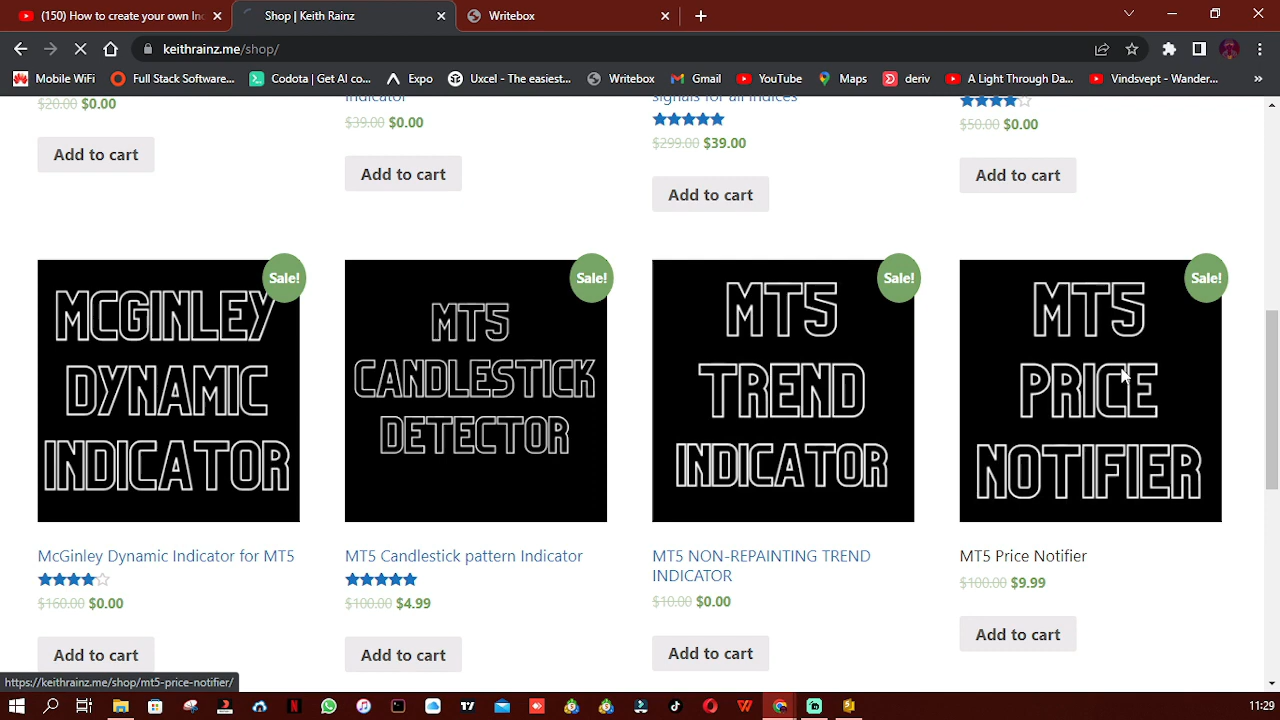 (150) How to create your own Inc
Shop | Keith Rainz
Writebox
keithrainz.me/shop/
Mobile WiFi
Full Stack Software...
Codota | Get AI co...
Expo
Uxcel - The easiest...
Writebox
Gmail
YouTube
Maps
deriv
A Light Through Da...
Vindsvept - Wander...
»
$20.00 $0.00
Add to cart
Indicator
$39.00 $0.00
Add to cart
signals for all indices
$299.00 $39.00
Add to cart
$50.00 $0.00
Add to cart
Sale!
MCGINLEY
DYNAMIC
INDICATOR
McGinley Dynamic Indicator for MT5
$160.00 $0.00
Add to cart
Sale!
MT5
CANDLESTICK
DETECTOR
MT5 Candlestick pattern Indicator
$100.00 $4.99
Add to cart
Sale!
MT5
TREND
INDICATOR
MT5 NON-REPAINTING TREND
INDICATOR
$10.00 $0.00
Add to cart
Sale!
MT5
PRICE
NOTIFIER
MT5 Price Notifier
$100.00 $9.99
Add to cart
https://keithrainz.me/shop/mt5-price-notifier/
11:29